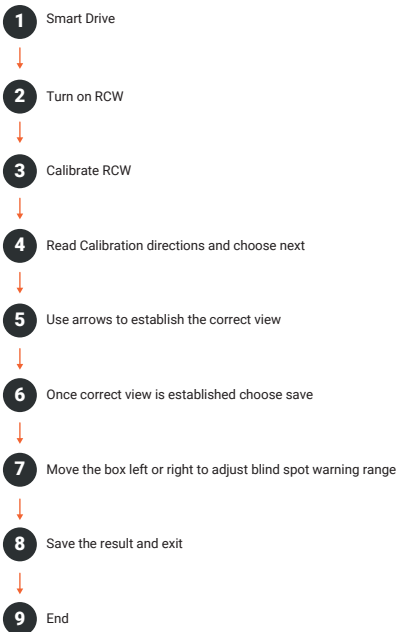 1 Smart Drive
2 Turn on RCW
3 Calibrate RCW
4 Read Calibration directions and choose next
5 Use arrows to establish the correct view
6 Once correct view is established choose save
7 Move the box left or right to adjust blind spot warning range
8 Save the result and exit
9 End